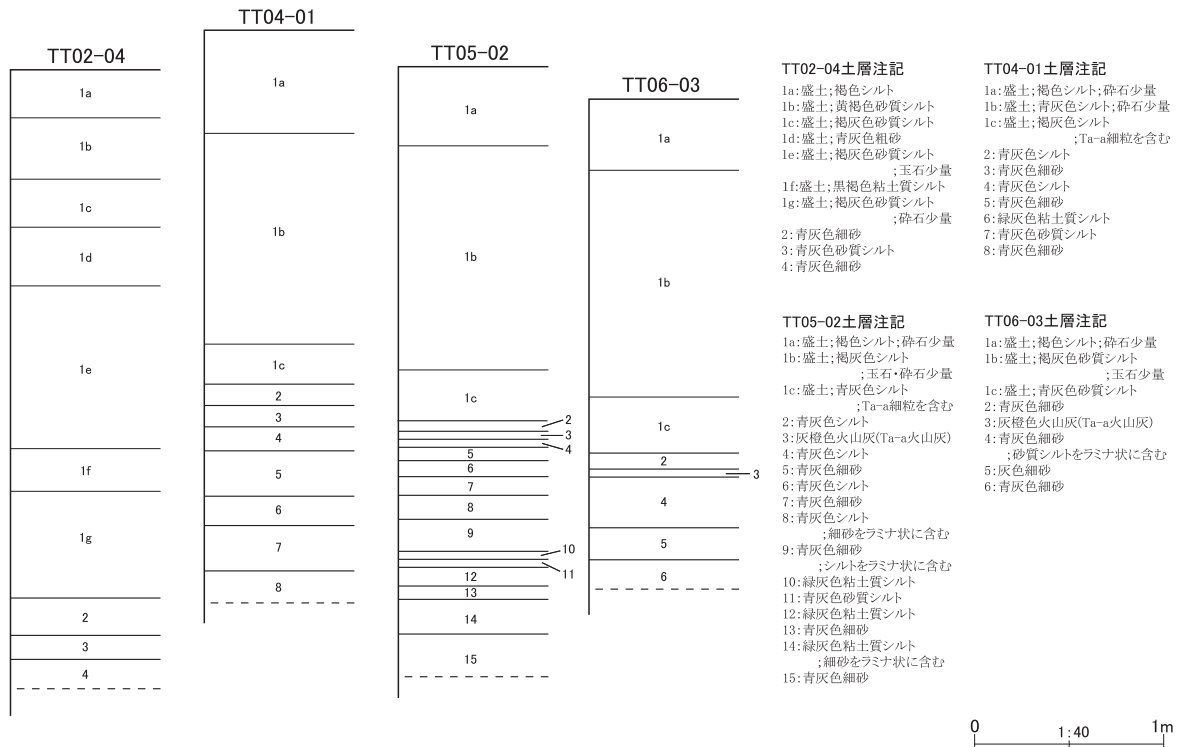 TT02-04
1a
1b
1c
1d
1e
1f
1g
2
3
4
TT04-01
1a
1b
1c
2
3
4
5
6
7
8
TT05-02
1a
1b
1c
2
3
4
5
6
7
8
9
10
11
12
13
14
15
TT06-03
1a
1b
1c
2
3
4
5
6
TT02-04土層注記
1a:盛土;褐色シルト
1b:盛土;黄褐色砂質シルト
1c:盛土;褐灰色砂質シルト
1d:盛土;青灰色粗砂
1e:盛土;褐灰色砂質シルト
;玉石少量
1f:盛土;黒褐色粘土質シルト
1g:盛土;褐灰色砂質シルト
;砕石少量
2:青灰色細砂
3:青灰色砂質シルト
4:青灰色細砂
TT04-01土層注記
1a:盛土;褐色シルト;砕石少量
1b:盛土;青灰色シルト;砕石少量
1c:盛土;褐灰色シルト
;Ta-a細粒を含む
2:青灰色シルト
3:青灰色細砂
4:青灰色シルト
5:青灰色細砂
6:緑灰色粘土質シルト
7:青灰色砂質シルト
8:青灰色細砂
TT05-02土層注記
1a:盛土;褐色シルト;砕石少量
1b:盛土;褐灰色シルト
;玉石・砕石少量
1c:盛土;青灰色シルト
;Ta-a細粒を含む
2:青灰色シルト
3:灰橙色火山灰(Ta-a火山灰)
4:青灰色シルト
5:青灰色細砂
6:青灰色シルト
7:青灰色細砂
8:青灰色シルト
;細砂をラミナ状に含む
9:青灰色細砂
;シルトをラミナ状に含む
10:緑灰色粘土質シルト
11:青灰色砂質シルト
12:緑灰色粘土質シルト
13:青灰色細砂
14:緑灰色粘土質シルト
;細砂をラミナ状に含む
15:青灰色細砂
TT06-03土層注記
1a:盛土;褐色シルト;砕石少量
1b:盛土;褐灰色砂質シルト
;玉石少量
1c:盛土;青灰色砂質シルト
2:青灰色細砂
3:灰橙色火山灰(Ta-a火山灰)
4:青灰色細砂
;砂質シルトをラミナ状に含む
5:灰色細砂
6:青灰色細砂
0 1:40 1m